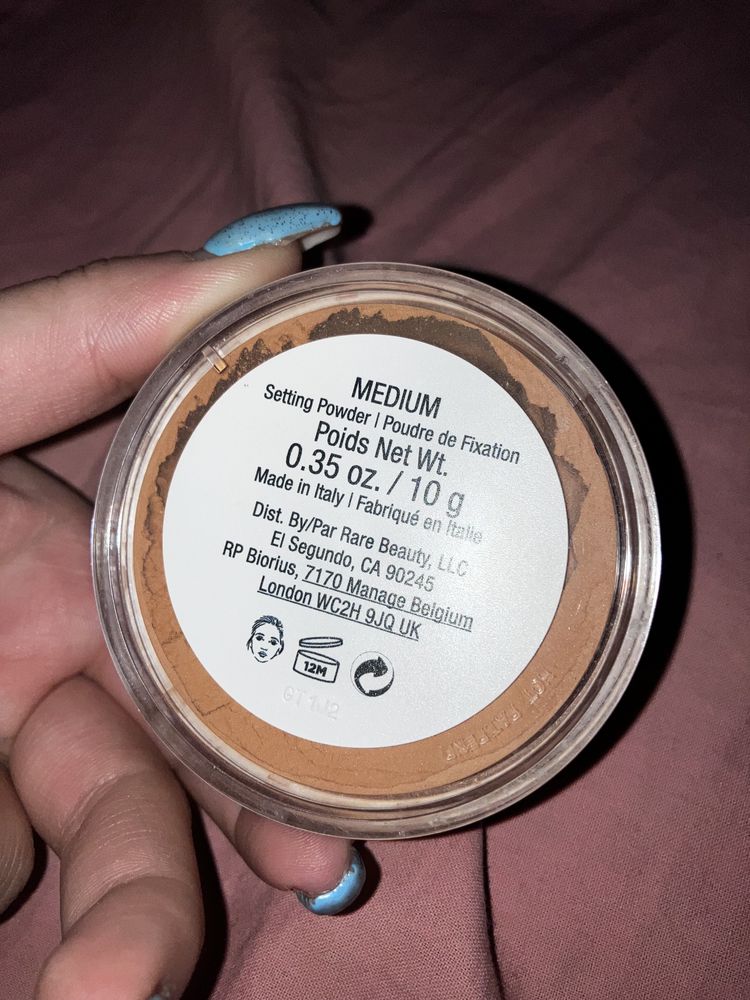 MEDIUM
Setting Powder | Poudre de Fixation
Poids Net Wt.
0.35 oz. / 10 g
Made in Italy | Fabriqué en Italie
Dist. By/Par Rare Beauty, LLC
El Segundo, CA 90245
RP Biorius, 7170 Manage Belgium
London WC2H 9JQ UK
12M